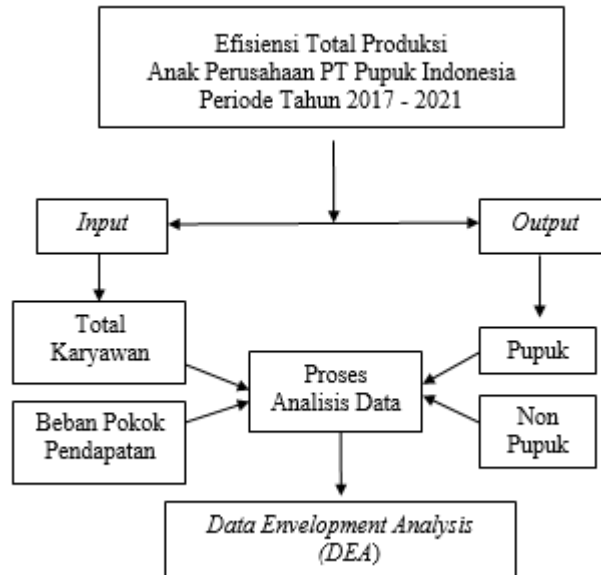 Efisiensi Total Produksi
Anak Perusahaan PT Pupuk Indonesia
Periode Tahun 2017 - 2021
Input
Output
Total
Karyawan
Beban Pokok
Pendapatan
Proses
Analisis Data
Pupuk
Non
Pupuk
Data Envelopment Analysis
(DEA)